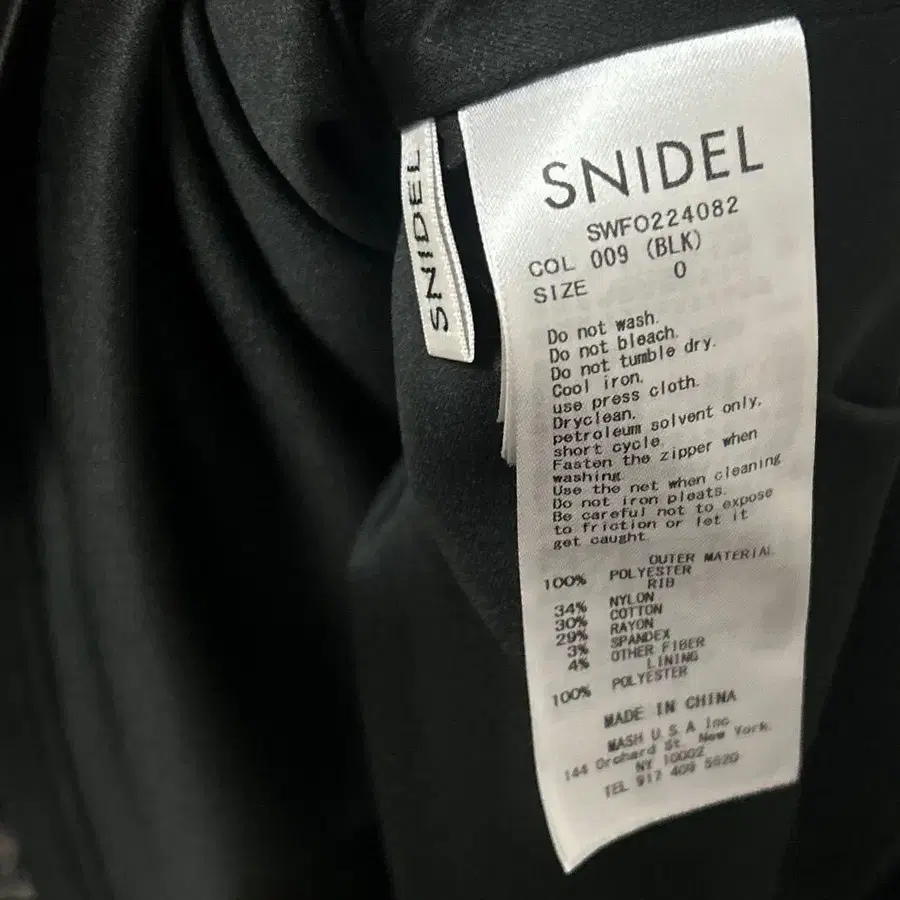 SNIDEL
SNIDEL
SWFO224082
COL 009 (BLK)
SIZE 0
Do not wash.
Do not bleach.
Do not tumble dry.
Cool iron.
use press cloth.
Dryclean.
petroleum solvent only,
short cycle.
Fasten the zipper when
washing.
Use the net when cleaning
Do not iron pleats.
Be careful not to expose
to friction or let it
get caught.
OUTER MATERIAL
100% POLYESTER
RIB
34% NYLON
30% COTTON
29% RAYON
3% SPANDEX
4% OTHER FIBER
LINING
100% POLYESTER
MADE IN CHINA
MASH U.S.A Inc
144 Orchard St. New York.
NY 10002
TEL 917 409 5620